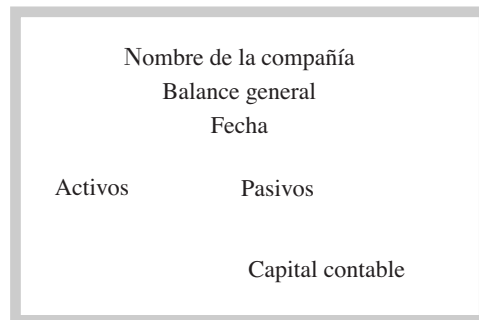 Nombre de la compañía
Balance general
Fecha
Activos Pasivos
Capital contable